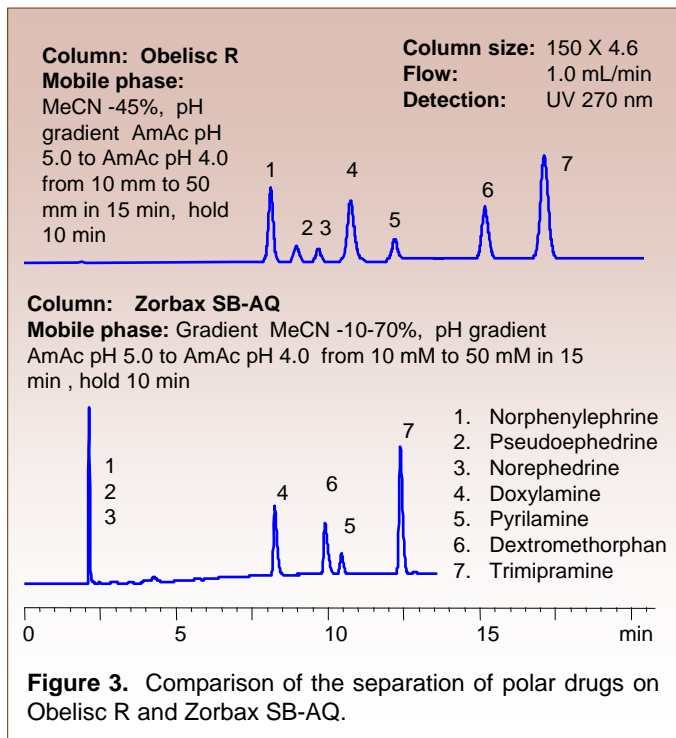 Column: Obelisc R
Mobile phase:
MeCN -45%, pH
gradient AmAc pH
5.0 to AmAc pH 4.0
from 10 mm to 50
mm in 15 min, hold
10 min
Column size: 150 X 4.6
Flow: 1.0 mL/min
Detection: UV 270 nm
1
2 3
4
5
6
7
Column: Zorbax SB-AQ
Mobile phase: Gradient MeCN -10-70%, pH gradient
AmAc pH 5.0 to AmAc pH 4.0 from 10 mM to 50 mM in 15
min , hold 10 min
1
2
3
4
6
5
7
1. Norphenylephrine
2. Pseudoephedrine
3. Norephedrine
4. Doxylamine
5. Pyrilamine
6. Dextromethorphan
7. Trimipramine
0 5 10 15 min
Figure 3. Comparison of the separation of polar drugs on
Obelisc R and Zorbax SB-AQ.